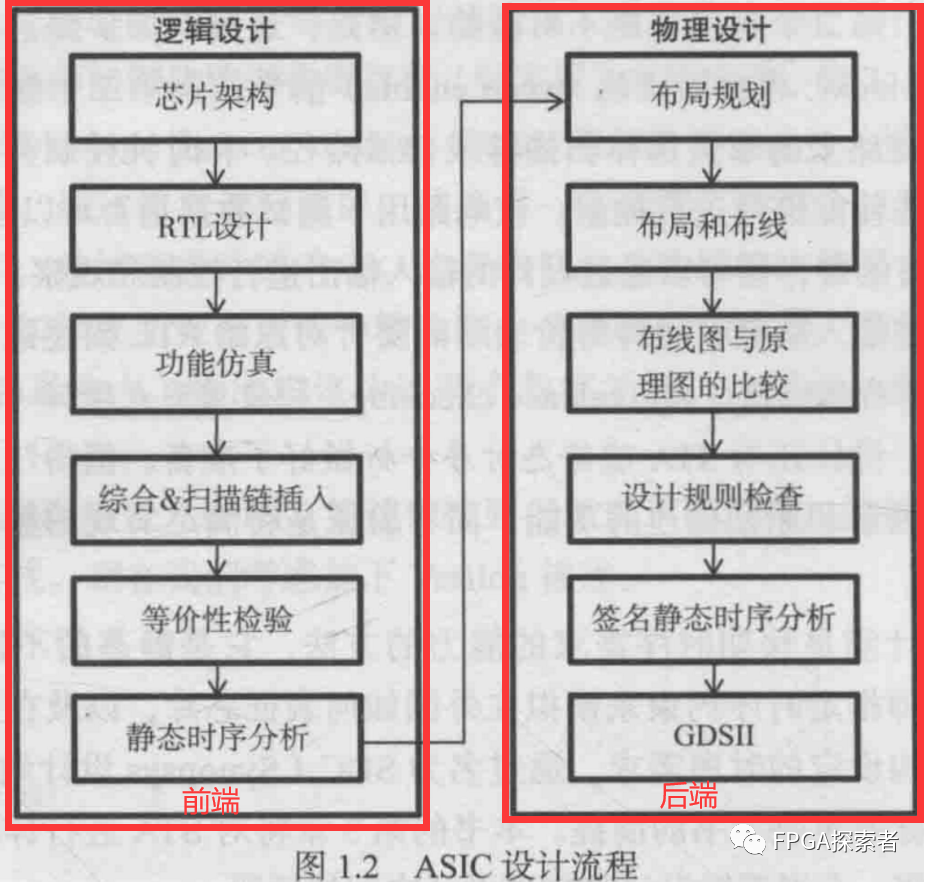 逻辑设计
芯片架构
RTL设计
功能仿真
综合&扫描链插入
等价性检验
静态时序分析
前端
物理设计
布局规划
布局和布线
布线图与原
理图的比较
设计规则检查
签名静态时序分析
GDSII
后端
FPGA探索者
图 1.2 ASIC 设计流程